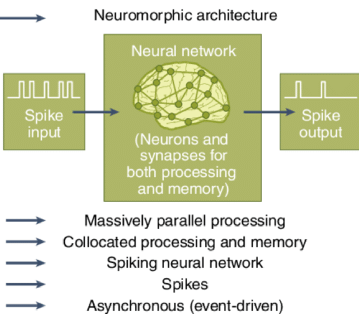 Neuromorphic architecture
Neural network
Spike
input
(Neurons and
synapses for
both processing
and memory)
Spike
output
Massively parallel processing
Collocated processing and memory
Spiking neural network
Spikes
Asynchronous (event-driven)